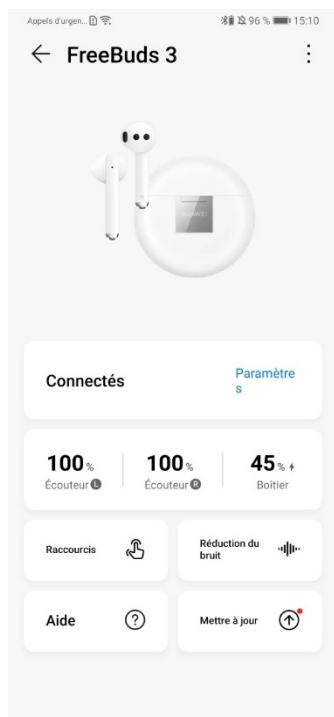 Appels d'urgen... 96 % 15:10
FreeBuds 3
HUAWEI
Connectés
Paramètre
s
100 % 100 % 45 %
Écouteur L Écouteur R Boîtier
Raccourcis
Réduction du
bruit
Aide
Mettre à jour